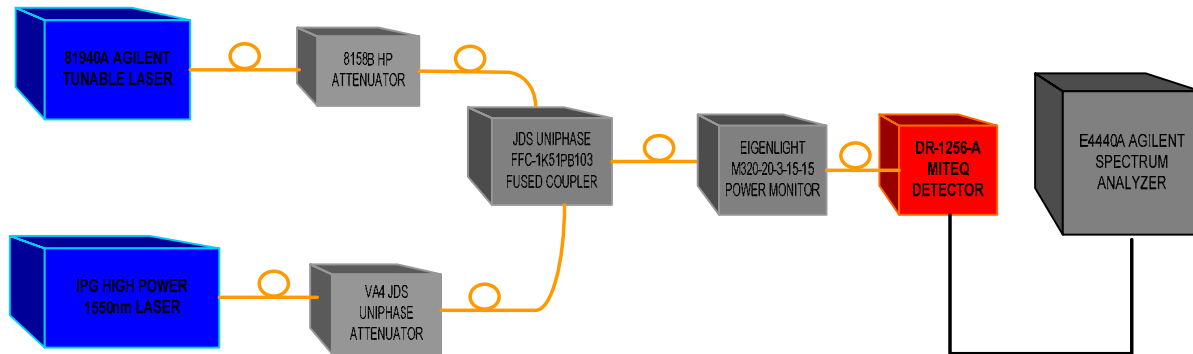 81940A AGILENT
TUNABLE LASER
8158B HP
ATTENUATOR
JDS UNIPHASE
FFC-1K51PB103
FUSED COUPLER
EIGENLIGHT
M320-20-3-15-15
POWER MONITOR
DR-1256-A
MITEQ
DETECTOR
E4440A AGILENT
SPECTRUM
ANALYZER
IPG HIGH POWER
1550nm LASER
VA4 JDS
UNIPHASE
ATTENUATOR